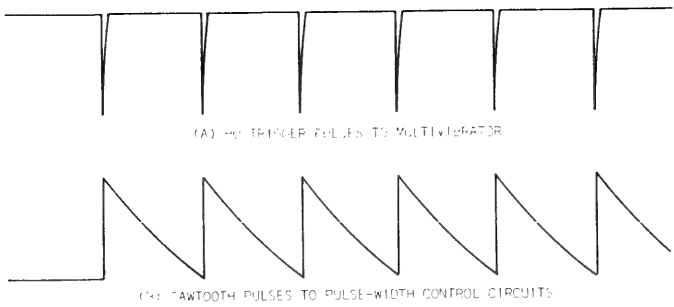 (A) TRIGGER PULSES TO MULTIVIBRATOR
(B) SAWTOOTH PULSES TO PULSE-WIDTH CONTROL CIRCUITS